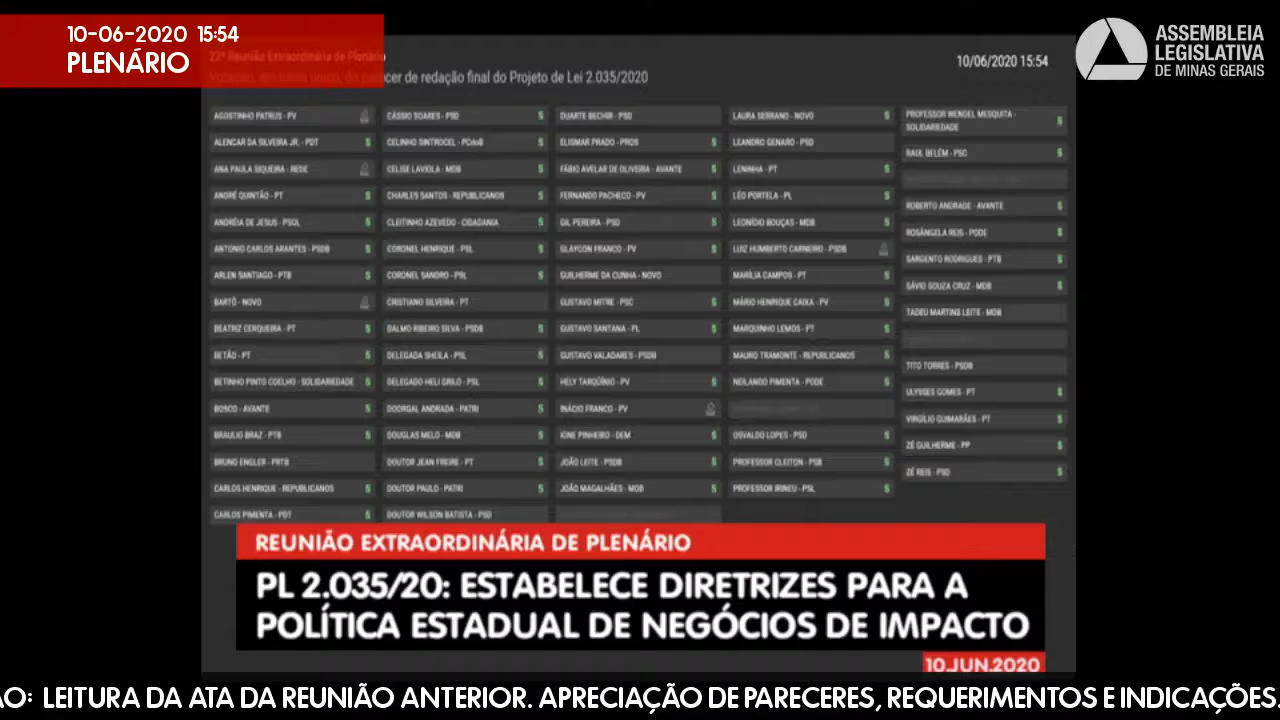 10-06-2020 15:54
PLENÁRIO
22ª Reunião Extraordinária de Plenário
Votação, em turno único, do parecer de redação final do Projeto de Lei 2.035/2020
10/06/2020 15:54
ASSEMBLEIA
LEGISLATIVA
DE MINAS GERAIS
AGOSTINHO PATRUS - PV
ALENCAR DA SILVEIRA JR. - PDT S
ANA PAULA SIQUEIRA - REDE
ANDRÉ QUINTÃO - PT S
ANDRÉIA DE JESUS - PSOL S
ANTONIO CARLOS ARANTES - PSDB S
ARLEN SANTIAGO - PTB S
BARTÔ - NOVO
BEATRIZ CERQUEIRA - PT S
BETÃO - PT S
BETINHO PINTO COELHO - SOLIDARIEDADE S
BOSCO - AVANTE S
BRAULIO BRAZ - PTB S
BRUNO ENGLER - PRTB S
CARLOS HENRIQUE - REPUBLICANOS S
CARLOS PIMENTA - PDT S
CÁSSIO SOARES - PSD S
CELINHO SINTROCEL - PCdoB S
CELISE LAVIOLA - MDB S
CHARLES SANTOS - REPUBLICANOS S
CLEITINHO AZEVEDO - CIDADANIA S
CORONEL HENRIQUE - PSL S
CORONEL SANDRO - PSL S
CRISTIANO SILVEIRA - PT
DALMO RIBEIRO SILVA - PSDB S
DELEGADA SHEILA - PSL S
DELEGADO HELI GRILO - PSL S
DOORGAL ANDRADA - PATRI S
DOUGLAS MELO - MDB S
DOUTOR JEAN FREIRE - PT S
DOUTOR PAULO - PATRI S
DOUTOR WILSON BATISTA - PSD
DUARTE BECHIR - PSD
ELISMAR PRADO - PROS S
FÁBIO AVELAR DE OLIVEIRA - AVANTE S
FERNANDO PACHECO - PV S
GIL PEREIRA - PSD S
GLAYCON FRANCO - PV S
GUILHERME DA CUNHA - NOVO
GUSTAVO MITRE - PSC S
GUSTAVO SANTANA - PL S
GUSTAVO VALADARES - PSDB
HELY TARQÜÍNIO - PV S
INÁCIO FRANCO - PV
IONE PINHEIRO - DEM S
JOÃO LEITE - PSDB S
JOÃO MAGALHÃES - MDB S
LAURA SERRANO - NOVO S
LEANDRO GENARO - PSD
LENINHA - PT S
LÉO PORTELA - PL S
LEONÍDIO BOUÇAS - MDB S
LUIZ HUMBERTO CARNEIRO - PSDB
MARÍLIA CAMPOS - PT S
MÁRIO HENRIQUE CAIXA - PV S
MARQUINHO LEMOS - PT S
MAURO TRAMONTE - REPUBLICANOS S
NEILANDO PIMENTA - PODE S
OSVALDO LOPES - PSD S
PROFESSOR CLEITON - PSB S
PROFESSOR IRINEU - PSL S
PROFESSOR WENDEL MESQUITA -
SOLIDARIEDADE S
RAUL BELÉM - PSC S
ROBERTO ANDRADE - AVANTE S
ROSÂNGELA REIS - PODE S
SARGENTO RODRIGUES - PTB S
SÁVIO SOUZA CRUZ - MDB S
TADEU MARTINS LEITE - MDB
TITO TORRES - PSDB
ULYSSES GOMES - PT S
VIRGÍLIO GUIMARÃES - PT S
ZÉ GUILHERME - PP S
ZÉ REIS - PSD S
REUNIÃO EXTRAORDINÁRIA DE PLENÁRIO
PL 2.035/20: ESTABELECE DIRETRIZES PARA A
POLÍTICA ESTADUAL DE NEGÓCIOS DE IMPACTO
10.JUN.2020
ÃO: LEITURA DA ATA DA REUNIÃO ANTERIOR. APRECIAÇÃO DE PARECERES, REQUERIMENTOS E INDICAÇÕES.